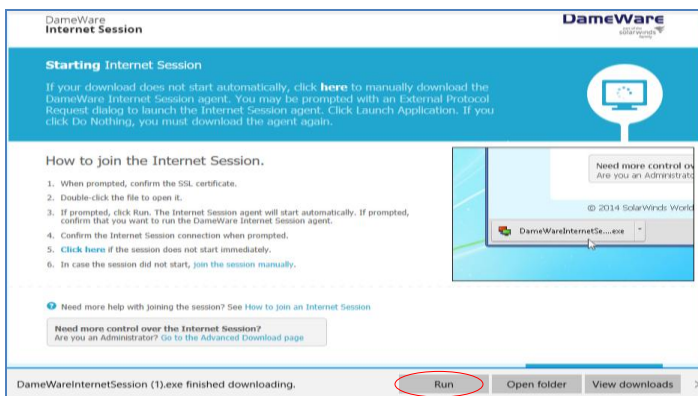 DameWare
Internet Session
DameWare
part of the
solarwinds
family
Starting Internet Session
If your download does not start automatically, click here to manually download the
DameWare Internet Session agent. You may be prompted with an External Protocol
Request dialog to launch the Internet Session agent. Click Launch Application. If you
click Do Nothing, you must download the agent again.
How to join the Internet Session.
1. When prompted, confirm the SSL certificate.
2. Double-click the file to open it.
3. If prompted, click Run. The Internet Session agent will start automatically. If prompted,
confirm that you want to run the DameWare Internet Session agent.
4. Confirm the Internet Session connection when prompted.
5. Click here if the session does not start immediately.
6. In case the session did not start, join the session manually.
Need more control ov
Are you an Administrato
© 2014 SolarWinds World
DameWareInternetSe....exe
Need more help with joining the session? See How to join an Internet Session
Need more control over the Internet Session?
Are you an Administrator? Go to the Advanced Download page
DameWareInternetSession (1).exe finished downloading.
Run
Open folder
View downloads